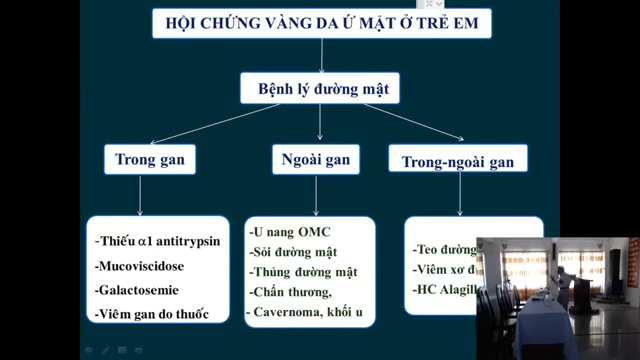 HỘI CHỨNG VÀNG DA Ứ MẬT Ở TRẺ EM
Bệnh lý đường mật
Trong gan
Ngoài gan
Trong-ngoài gan
-Thiếu α1 antitrypsin
-Mucoviscidose
-Galactosemie
-Viêm gan do thuốc
-U nang OMC
-Sỏi đường mật
-Thủng đường mật
-Chấn thương,
- Cavernoma, khối u
-Teo đường
-Viêm xơ
-HC Alagill